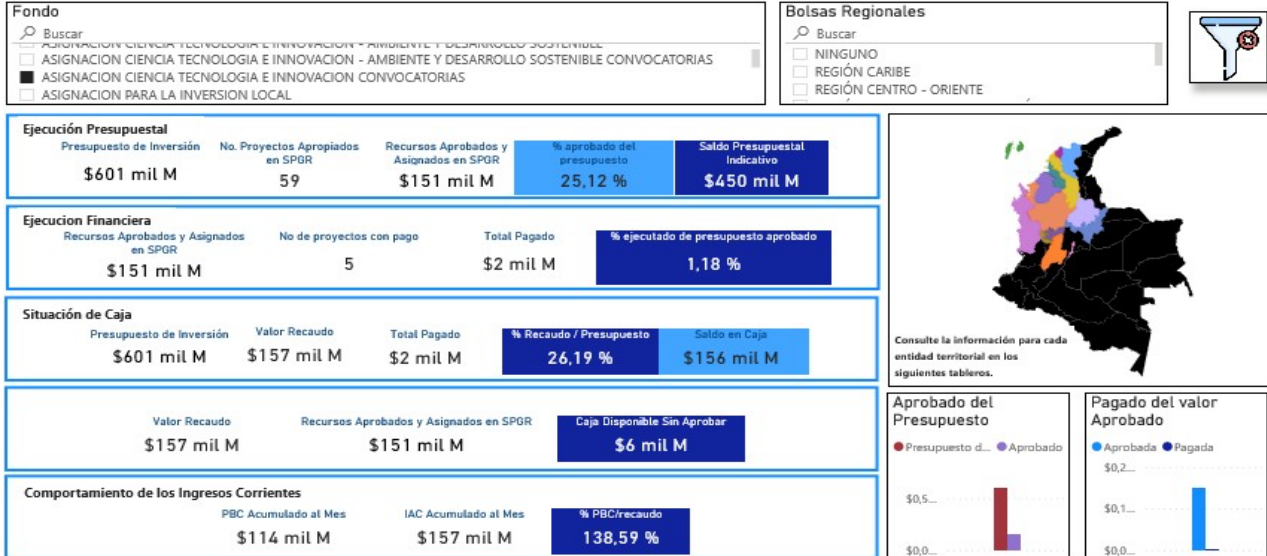 Fondo
Buscar
ASIGNACION CIENCIA TECNOLOGIA E INNOVACION - AMBIENTE Y DESARROLLO SOSTENIBLE
ASIGNACION CIENCIA TECNOLOGIA E INNOVACION - AMBIENTE Y DESARROLLO SOSTENIBLE CONVOCATORIAS
ASIGNACION CIENCIA TECNOLOGIA E INNOVACION CONVOCATORIAS
ASIGNACION PARA LA INVERSION LOCAL
Bolsas Regionales
Buscar
NINGUNO
REGIÓN CARIBE
REGIÓN CENTRO - ORIENTE
Ejecución Presupuestal
Presupuesto de Inversión
$601 mil M
No. Proyectos Apropiados
en SPGR
59
Recursos Aprobados y
Asignados en SPGR
$151 mil M
% aprobado del
presupuesto
25,12 %
Saldo Presupuestal
Indicativo
$450 mil M
Ejecucion Financiera
Recursos Aprobados y Asignados
en SPGR
$151 mil M
No de proyectos con pago
5
Total Pagado
$2 mil M
% ejecutado de presupuesto aprobado
1,18 %
Situación de Caja
Presupuesto de Inversión
$601 mil M
Valor Recaudo
$157 mil M
Total Pagado
$2 mil M
% Recaudo / Presupuesto
26,19 %
Saldo en Caja
$156 mil M
Valor Recaudo
$157 mil M
Recursos Aprobados y Asignados en SPGR
$151 mil M
Caja Disponible Sin Aprobar
$6 mil M
Comportamiento de los Ingresos Corrientes
PBC Acumulado al Mes
$114 mil M
IAC Acumulado al Mes
$157 mil M
% PBC/recaudo
138,59 %
Consulte la información para cada
entidad territorial en los
siguientes tableros.
Aprobado del
Presupuesto
Presupuesto d... Aprobado
$0,5...
$0,0...
Pagado del valor
Aprobado
Aprobada Pagada
$0,2...
$0,1...
$0,0...